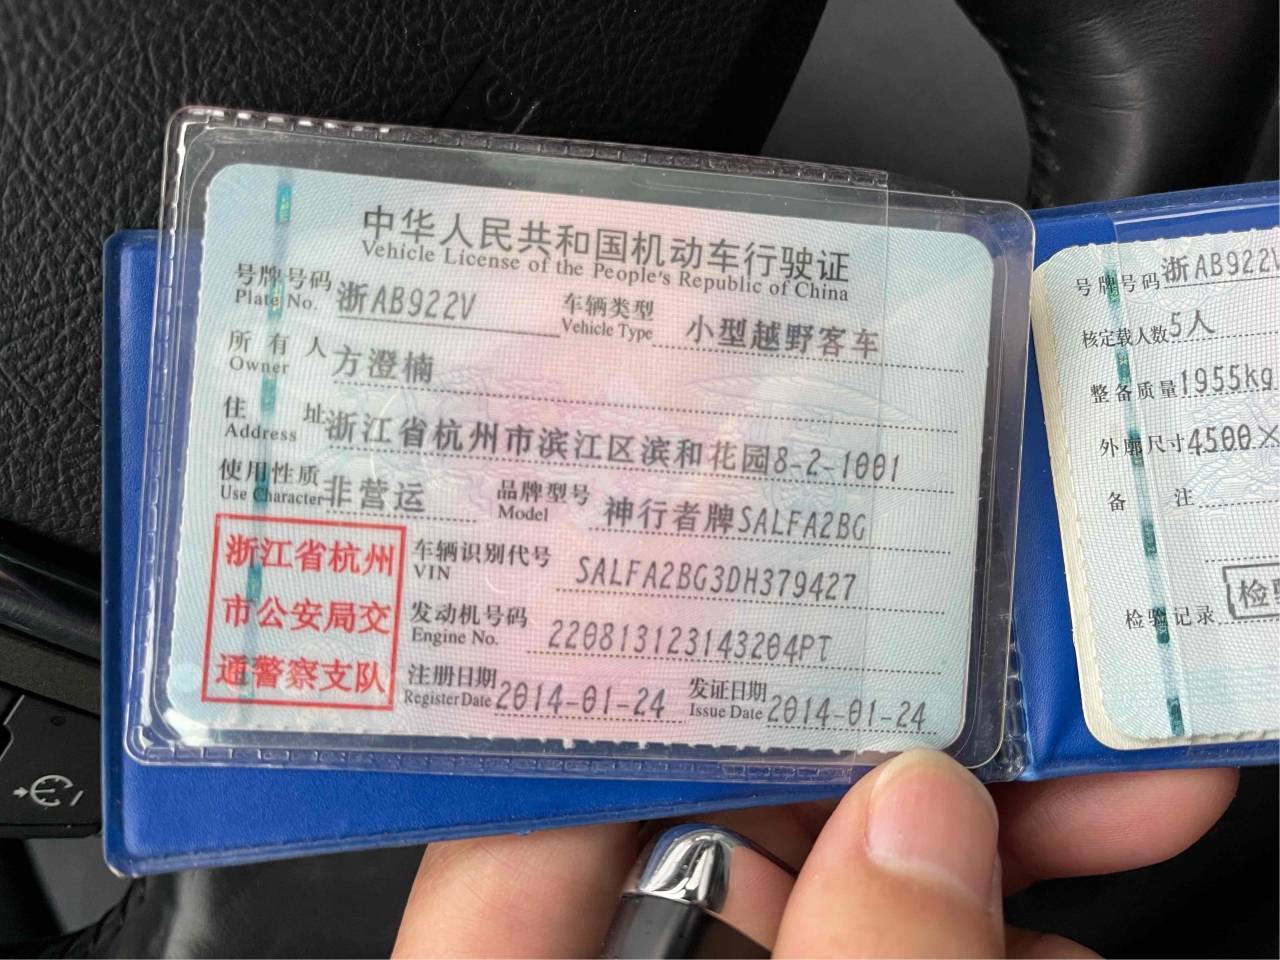 中华人民共和国机动车行驶证
Vehicle License of the People's Republic of China
号牌号码 浙AB922V 车辆类型 小型越野客车
Plate No. Vehicle Type
所有人 方澄楠
Owner
住址 浙江省杭州市滨江区滨和花园8-2-1001
Address
使用性质 非营运 品牌型号 神行者牌SALFA2BG
Use Character Model
浙江省杭州
市公安局交
通警察支队
车辆识别代号 SALFA2BG3DH379427
VIN
发动机号码 220813123143204PT
Engine No.
注册日期 2014-01-24 发证日期 2014-01-24
Register Date Issue Date
号牌号码 浙AB922V
核定载人数 5人
整备质量 1955kg
外廓尺寸 4500×
备注
检验记录 检